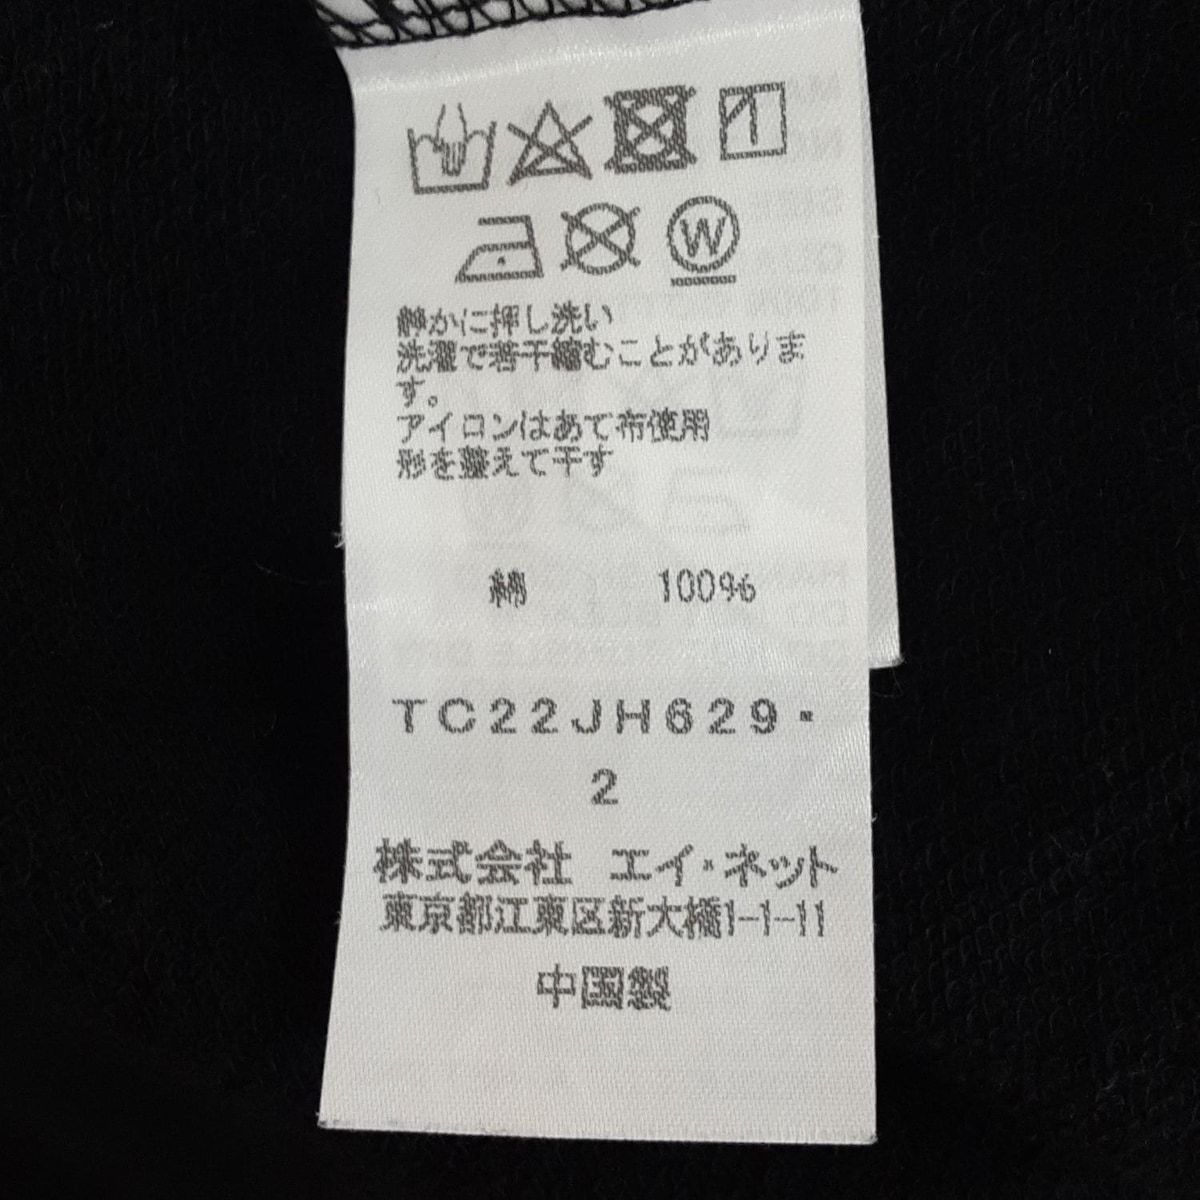 W
静かに押し洗い
洗濯で若干縮むことがありま
す。
アイロンはあて布使用
形を整えて干す
綿 100%
TC22JH629・
2
株式会社 エイ・ネット
東京都江東区新大橋1-1-11
中国製